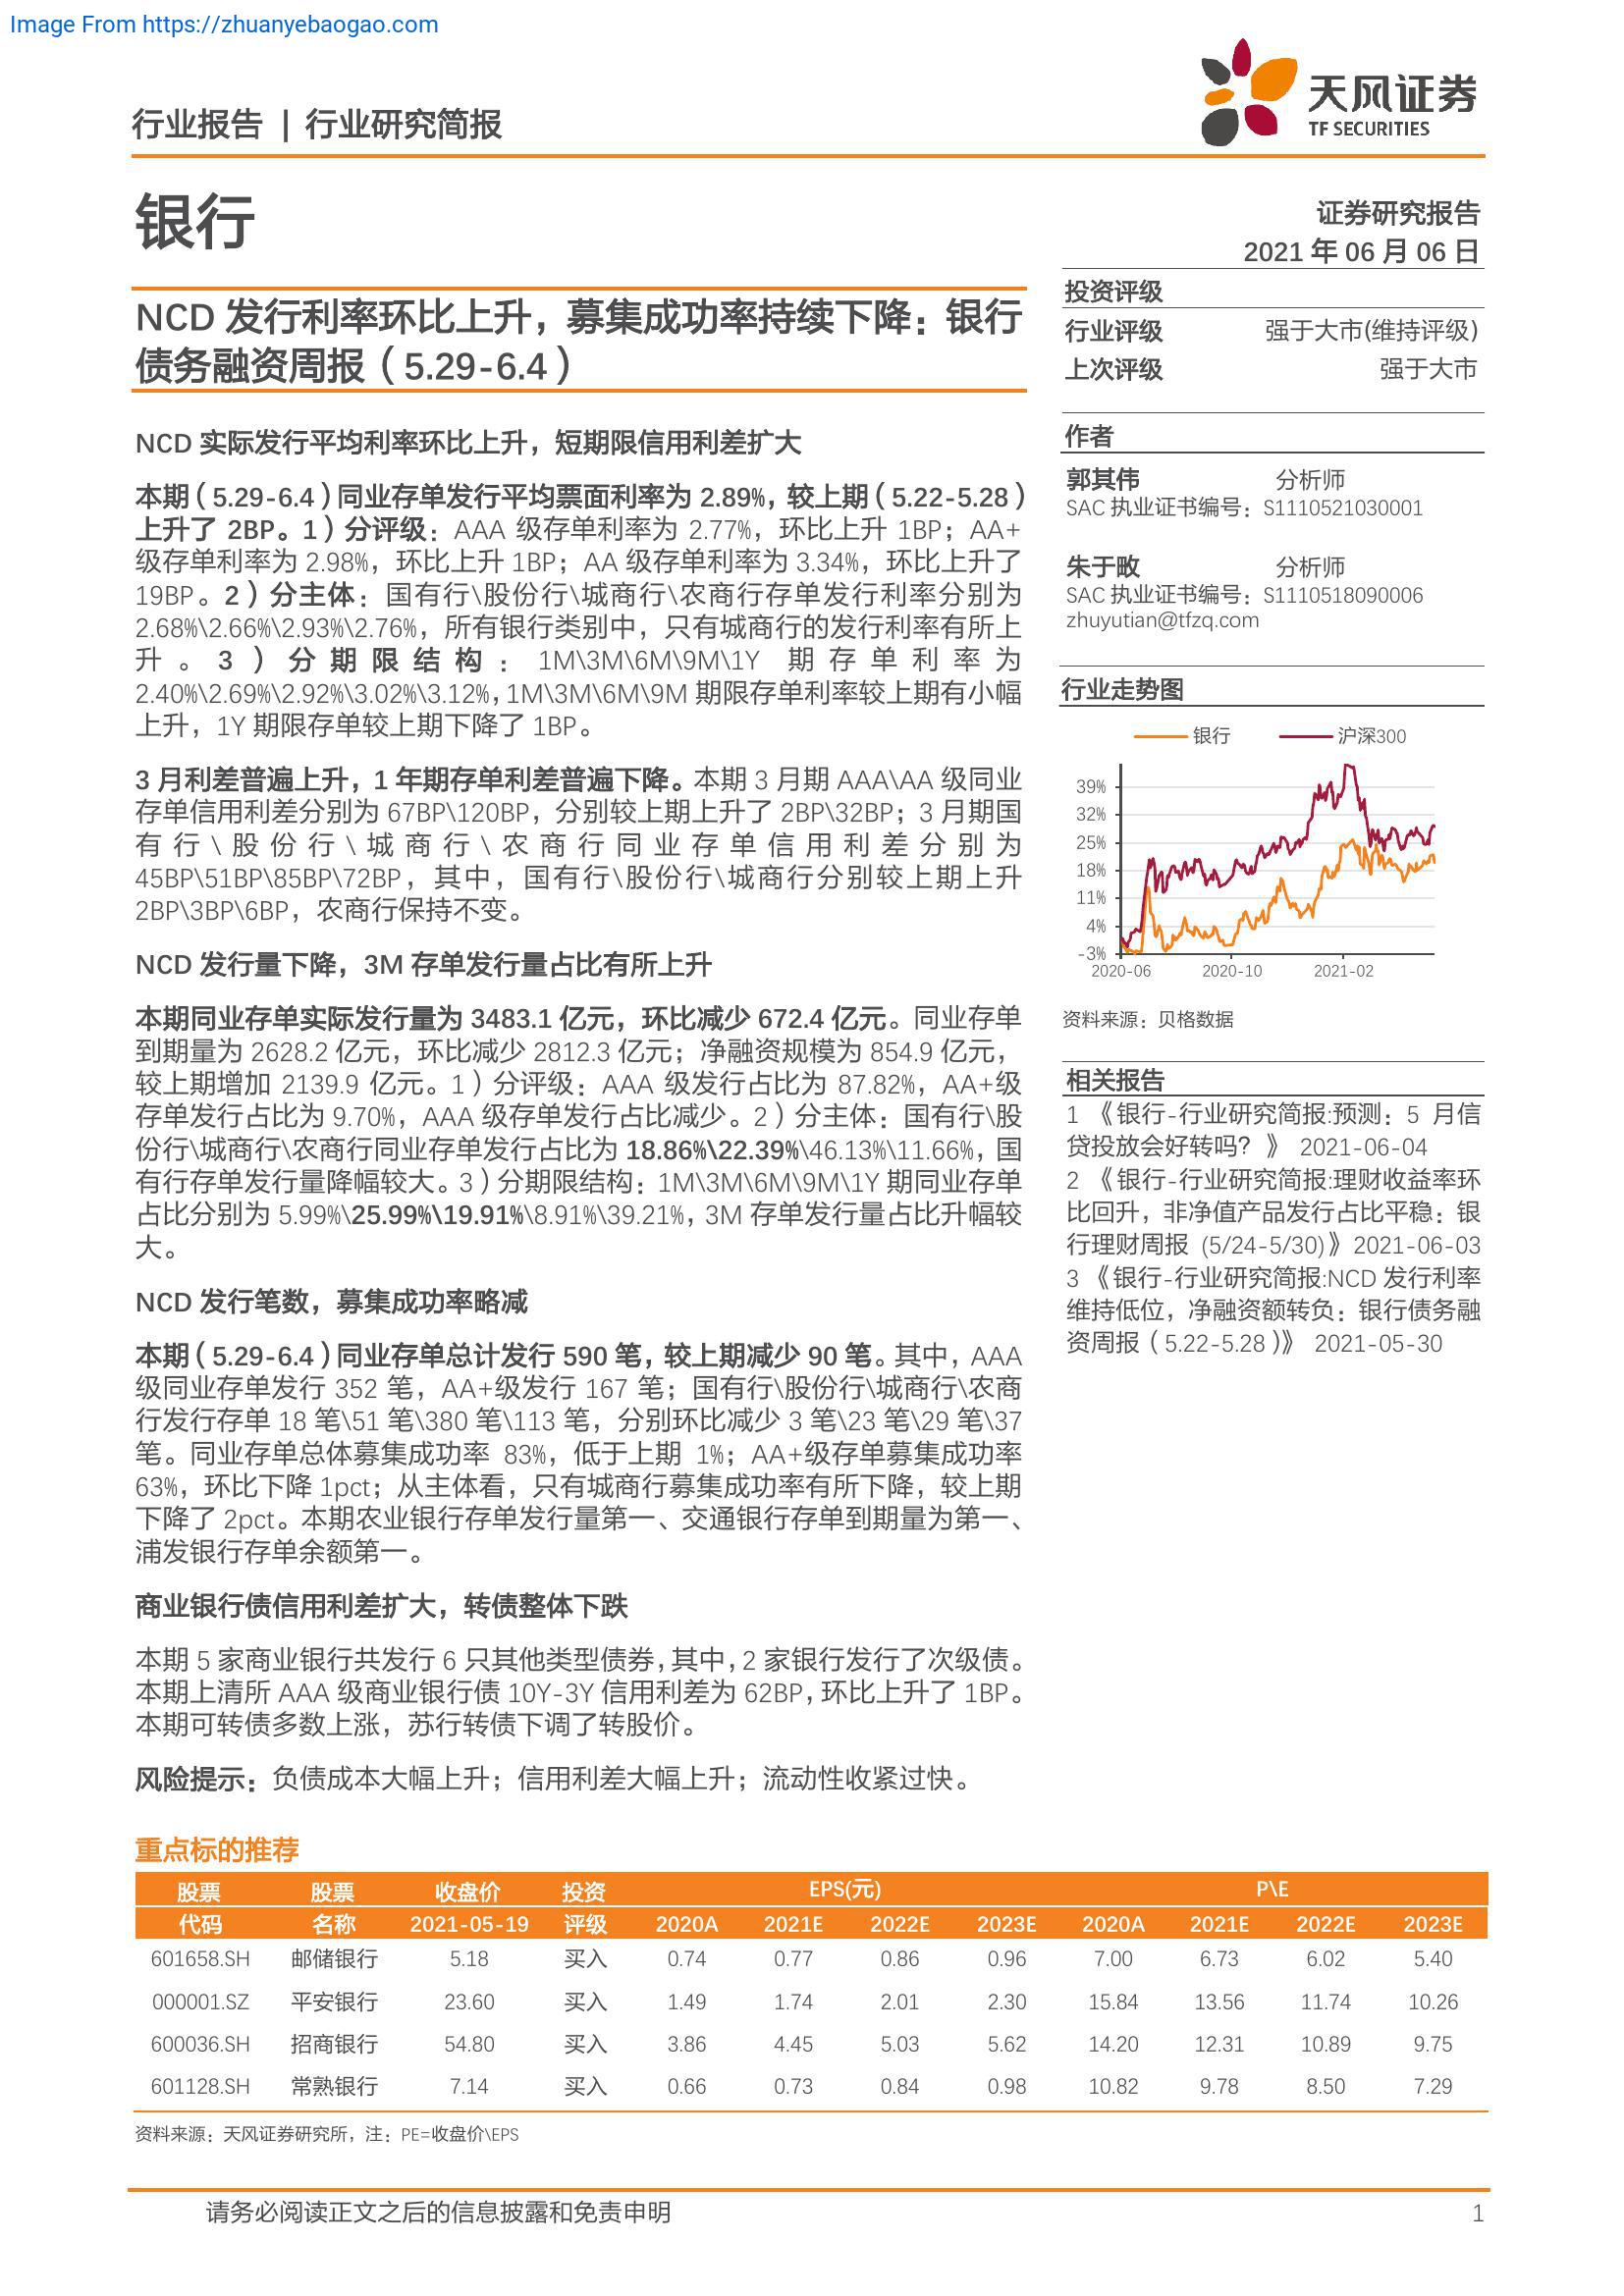 Image From https://zhuanyebaogao.com
行业报告 | 行业研究简报
天风证券
TF SECURITIES
银行
证券研究报告
2021 年 06 月 06 日
NCD 发行利率环比上升，募集成功率持续下降：银行
债务融资周报（5.29-6.4）
NCD 实际发行平均利率环比上升，短期限信用利差扩大
本期（5.29-6.4）同业存单发行平均票面利率为 2.89%，较上期（5.22-5.28）
上升了 2BP。1）分评级：AAA 级存单利率为 2.77%，环比上升 1BP；AA+
级存单利率为 2.98%，环比上升 1BP；AA 级存单利率为 3.34%，环比上升了
19BP。2）分主体：国有行\股份行\城商行\农商行存单发行利率分别为
2.68%\2.66%\2.93%\2.76%，所有银行类别中，只有城商行的发行利率有所上
升。3）分期限结构：1M\3M\6M\9M\1Y 期存单利率为
2.40%\2.69%\2.92%\3.02%\3.12%，1M\3M\6M\9M 期限存单利率较上期有小幅
上升，1Y 期限存单较上期下降了 1BP。
3 月利差普遍上升，1 年期存单利差普遍下降。本期 3 月期 AAA\AA 级同业
存单信用利差分别为 67BP\120BP，分别较上期上升了 2BP\32BP；3 月期国
有行\股份行\城商行\农商行同业存单信用利差分别为
45BP\51BP\85BP\72BP，其中，国有行\股份行\城商行分别较上期上升
2BP\3BP\6BP，农商行保持不变。
NCD 发行量下降，3M 存单发行量占比有所上升
本期同业存单实际发行量为 3483.1 亿元，环比减少 672.4 亿元。同业存单
到期量为 2628.2 亿元，环比减少 2812.3 亿元；净融资规模为 854.9 亿元，
较上期增加 2139.9 亿元。1）分评级：AAA 级发行占比为 87.82%，AA+级
存单发行占比为 9.70%，AAA 级存单发行占比减少。2）分主体：国有行\股
份行\城商行\农商行同业存单发行占比为 18.86%\22.39%\46.13%\11.66%，国
有行存单发行量降幅较大。3）分期限结构：1M\3M\6M\9M\1Y 期同业存单
占比分别为 5.99%\25.99%\19.91%\8.91%\39.21%，3M 存单发行量占比升幅较
大。
NCD 发行笔数，募集成功率略减
本期（5.29-6.4）同业存单总计发行 590 笔，较上期减少 90 笔。其中，AAA
级同业存单发行 352 笔，AA+级发行 167 笔；国有行\股份行\城商行\农商
行发行存单 18 笔\51 笔\380 笔\113 笔，分别环比减少 3 笔\23 笔\29 笔\37
笔。同业存单总体募集成功率 83%，低于上期 1%；AA+级存单募集成功率
63%，环比下降 1pct；从主体看，只有城商行募集成功率有所下降，较上期
下降了 2pct。本期农业银行存单发行量第一、交通银行存单到期量为第一、
浦发银行存单余额第一。
商业银行债信用利差扩大，转债整体下跌
本期 5 家商业银行共发行 6 只其他类型债券，其中，2 家银行发行了次级债。
本期上清所 AAA 级商业银行债 10Y-3Y 信用利差为 62BP，环比上升了 1BP。
本期可转债多数上涨，苏行转债下调了转股价。
风险提示：负债成本大幅上升；信用利差大幅上升；流动性收紧过快。
投资评级
行业评级 强于大市(维持评级)
上次评级 强于大市
作者
郭其伟 分析师
SAC 执业证书编号：S1110521030001
朱于畋 分析师
SAC 执业证书编号：S1110518090006
zhuyutian@tfzq.com
行业走势图
银行 沪深300
39%
32%
25%
18%
11%
4%
-3%
2020-06 2020-10 2021-02
资料来源：贝格数据
相关报告
1 《银行-行业研究简报:预测：5 月信
贷投放会好转吗？》 2021-06-04
2 《银行-行业研究简报:理财收益率环
比回升，非净值产品发行占比平稳：银
行理财周报 (5/24-5/30)》2021-06-03
3 《银行-行业研究简报:NCD 发行利率
维持低位，净融资额转负：银行债务融
资周报（5.22-5.28）》 2021-05-30
重点标的推荐
股票 股票 收盘价 投资 EPS(元) P\E
代码 名称 2021-05-19 评级 2020A 2021E 2022E 2023E 2020A 2021E 2022E 2023E
601658.SH 邮储银行 5.18 买入 0.74 0.77 0.86 0.96 7.00 6.73 6.02 5.40
000001.SZ 平安银行 23.60 买入 1.49 1.74 2.01 2.30 15.84 13.56 11.74 10.26
600036.SH 招商银行 54.80 买入 3.86 4.45 5.03 5.62 14.20 12.31 10.89 9.75
601128.SH 常熟银行 7.14 买入 0.66 0.73 0.84 0.98 10.82 9.78 8.50 7.29
资料来源：天风证券研究所，注：PE=收盘价\EPS
请务必阅读正文之后的信息披露和免责申明 1